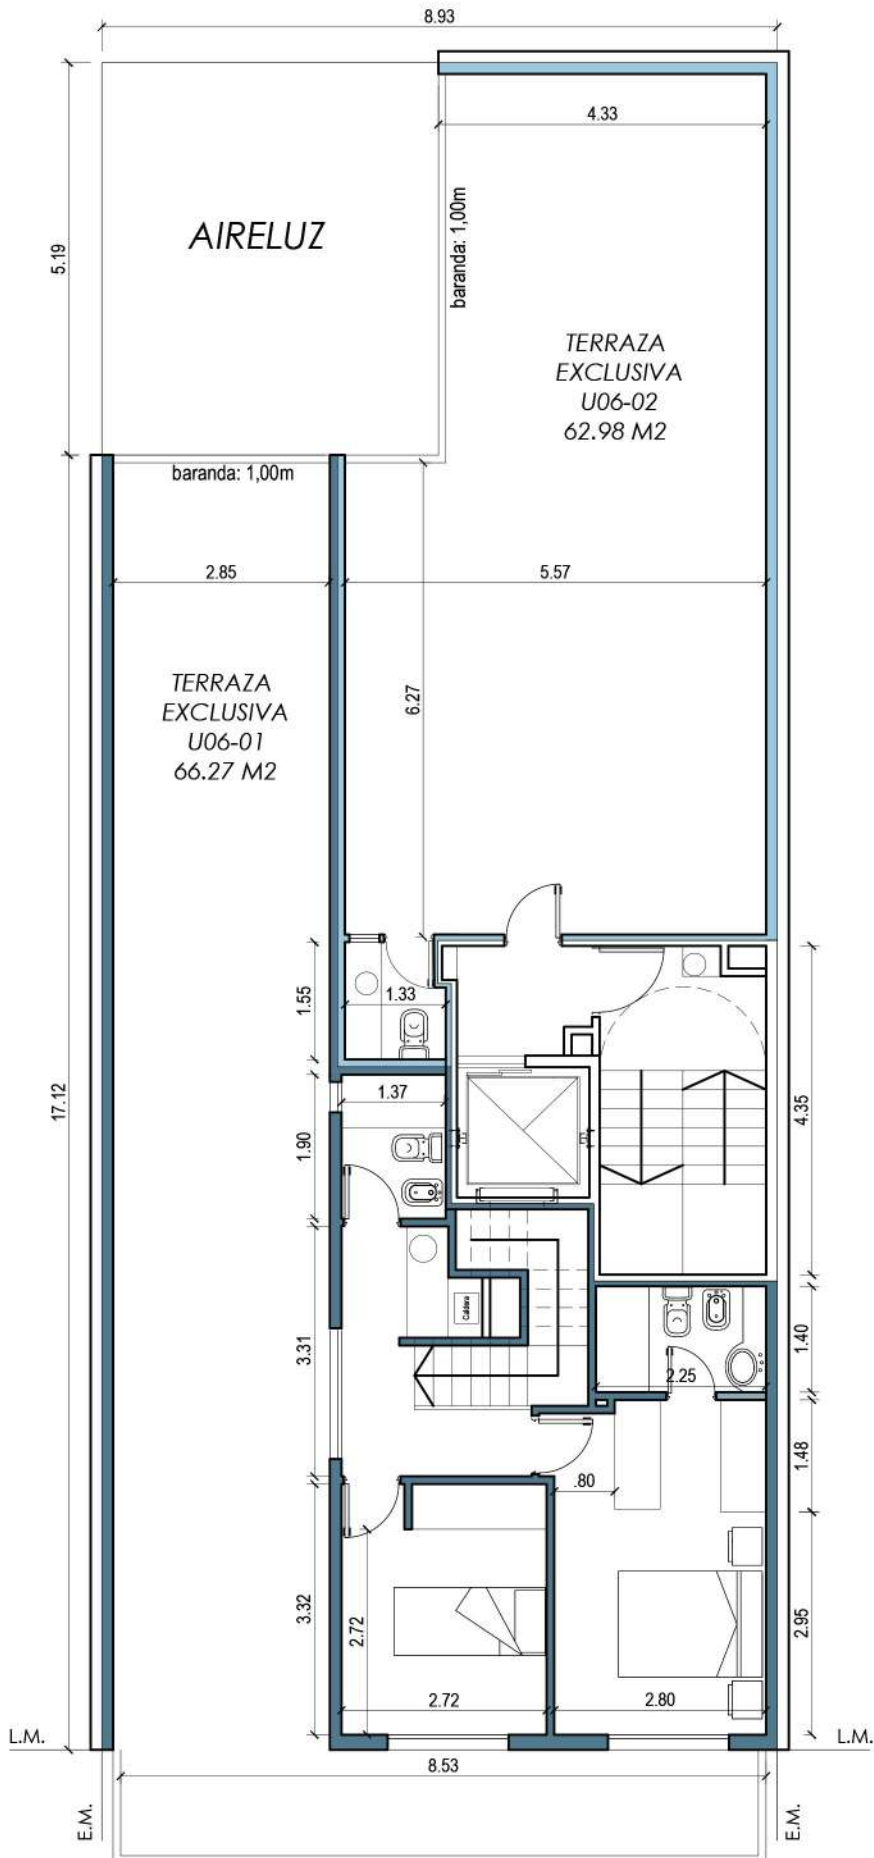 8.93
4.33
5.19
AIRELUZ
baranda: 1,00m
TERRAZA
EXCLUSIVA
U06-02
62.98 M2
baranda: 1,00m
2.85
5.57
TERRAZA
EXCLUSIVA
U06-01
66.27 M2
6.27
1.55
1.33
17.12
1.37
4.35
1.90
Caldera
3.31
1.40
2.25
.80
1.48
3.32
2.72
2.95
2.72
2.80
L.M.
L.M.
8.53
E.M.
E.M.